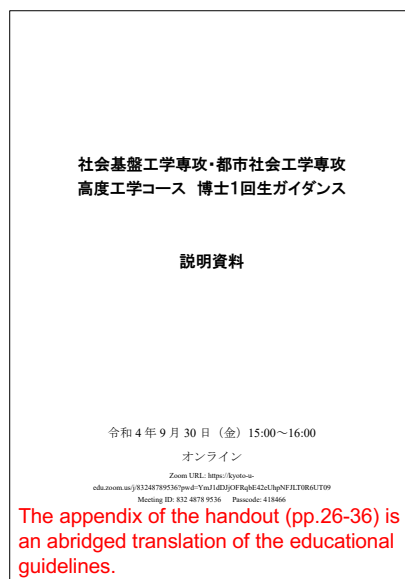 社会基盤工学専攻・都市社会工学専攻
高度工学コース 博士1回生ガイダンス
説明資料
令和 4 年 9 月 30 日（金）15:00～16:00
オンライン
Zoom URL: https://kyoto-u-
edu.zoom.us/j/83248789536?pwd=YmJ1dDJjOFRqbE42eUhpNFJLT0R6UT09
Meeting ID: 832 4878 9536 Passcode: 418466
The appendix of the handout (pp.26-36) is
an abridged translation of the educational
guidelines.